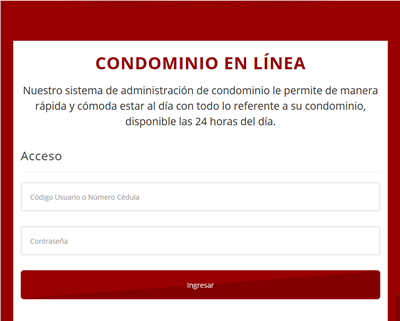 CONDOMINIO EN LÍNEA
Nuestro sistema de administración de condominio le permite de manera
rápida y cómoda estar al día con todo lo referente a su condominio,
disponible las 24 horas del día.
Acceso
Código Usuario o Número Cédula
Contraseña
Ingresar